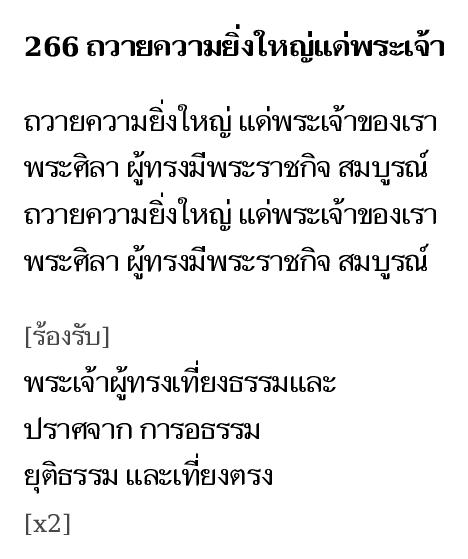 266 ถวายความยิ่งใหญ่แด่พระเจ้า
ถวายความยิ่งใหญ่ แด่พระเจ้าของเรา
พระศิลา ผู้ทรงมีพระราชกิจ สมบูรณ์
ถวายความยิ่งใหญ่ แด่พระเจ้าของเรา
พระศิลา ผู้ทรงมีพระราชกิจ สมบูรณ์
[ร้องรับ]
พระเจ้าผู้ทรงเที่ยงธรรมและ
ปราศจาก การอธรรม
ยุติธรรม และเที่ยงตรง
[x2]